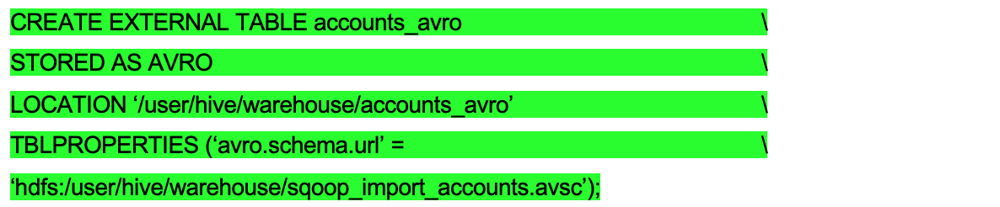 CREATE EXTERNAL TABLE accounts_avro \
STORED AS AVRO \
LOCATION ‘/user/hive/warehouse/accounts_avro’ \
TBLPROPERTIES (‘avro.schema.url’ = \
‘hdfs:/user/hive/warehouse/sqoop_import_accounts.avsc’);